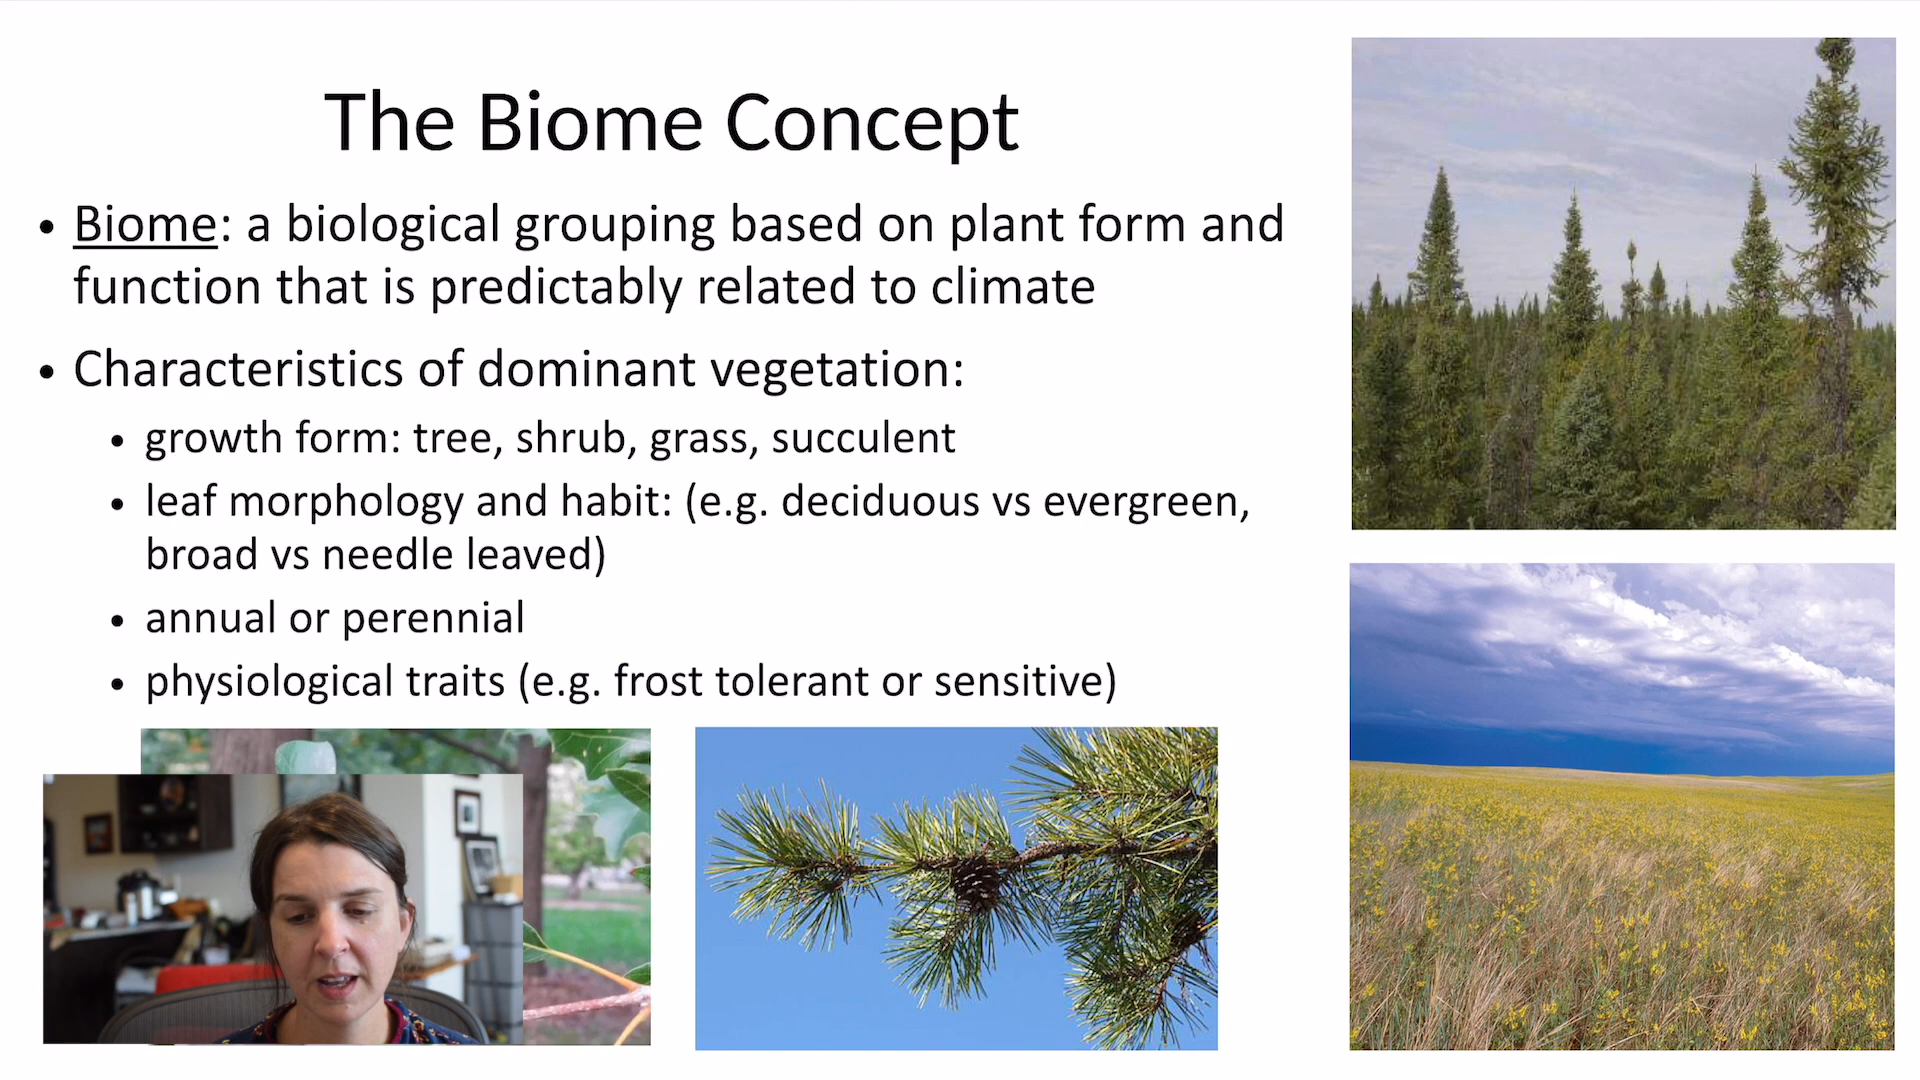 The Biome Concept
• Biome: a biological grouping based on plant form and
function that is predictably related to climate
• Characteristics of dominant vegetation:
• growth form: tree, shrub, grass, succulent
• leaf morphology and habit: (e.g. deciduous vs evergreen,
broad vs needle leaved)
• annual or perennial
• physiological traits (e.g. frost tolerant or sensitive)